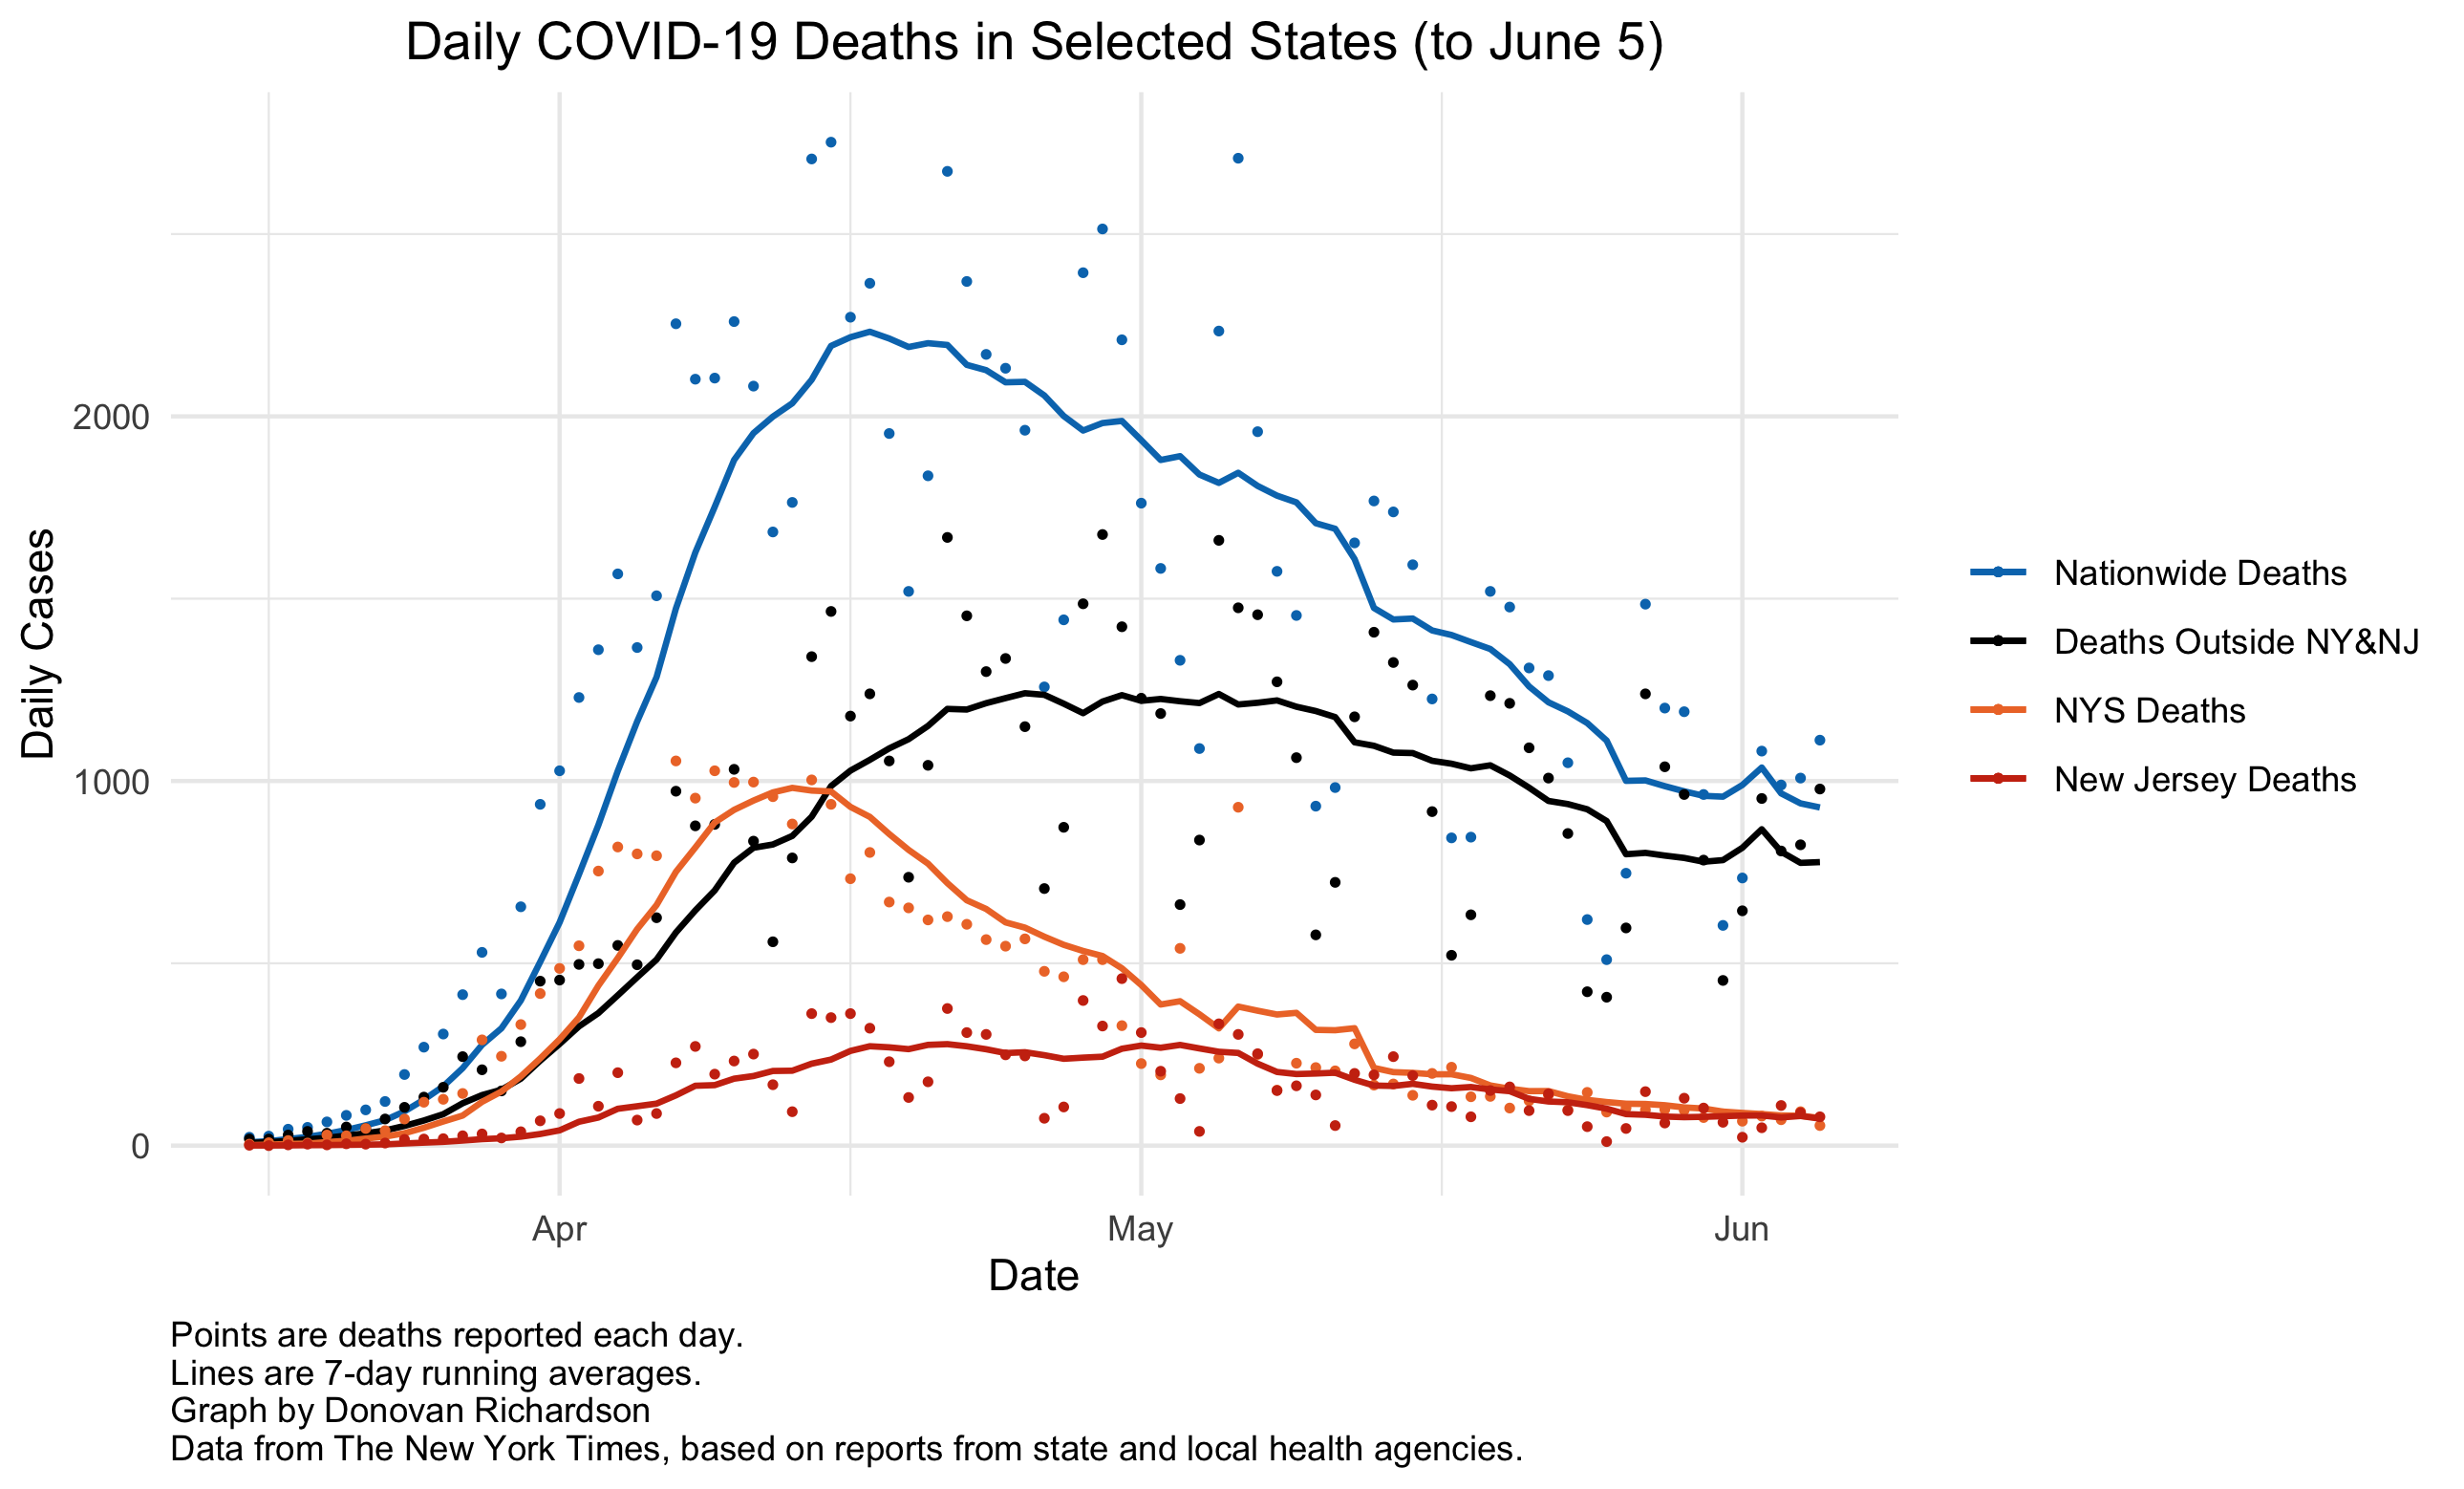 Daily COVID-19 Deaths in Selected States (to June 5)
Daily Cases
2000
1000
0
Apr
May
Jun
Date
Nationwide Deaths
Deaths Outside NY&NJ
NYS Deaths
New Jersey Deaths
Points are deaths reported each day.
Lines are 7-day running averages.
Graph by Donovan Richardson
Data from The New York Times, based on reports from state and local health agencies.